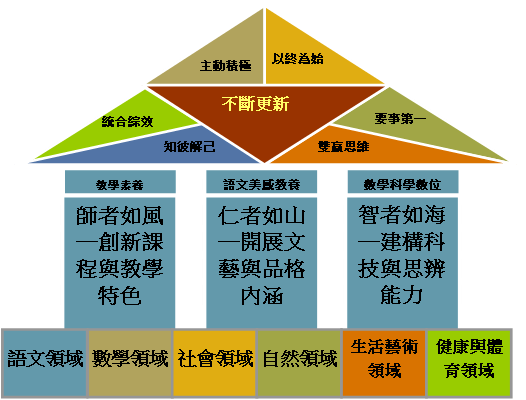 主動積極
以終為始
不斷更新
統合綜效
要事第一
知彼解己
雙贏思維
教學素養
語文美感教養
數學科學數位
師者如風
—創新課
程與教學
特色
仁者如山
—開展文
藝與品格
內涵
智者如海
—建構科
技與思辨
能力
語文領域
數學領域
社會領域
自然領域
生活藝術
領域
健康與體
育領域